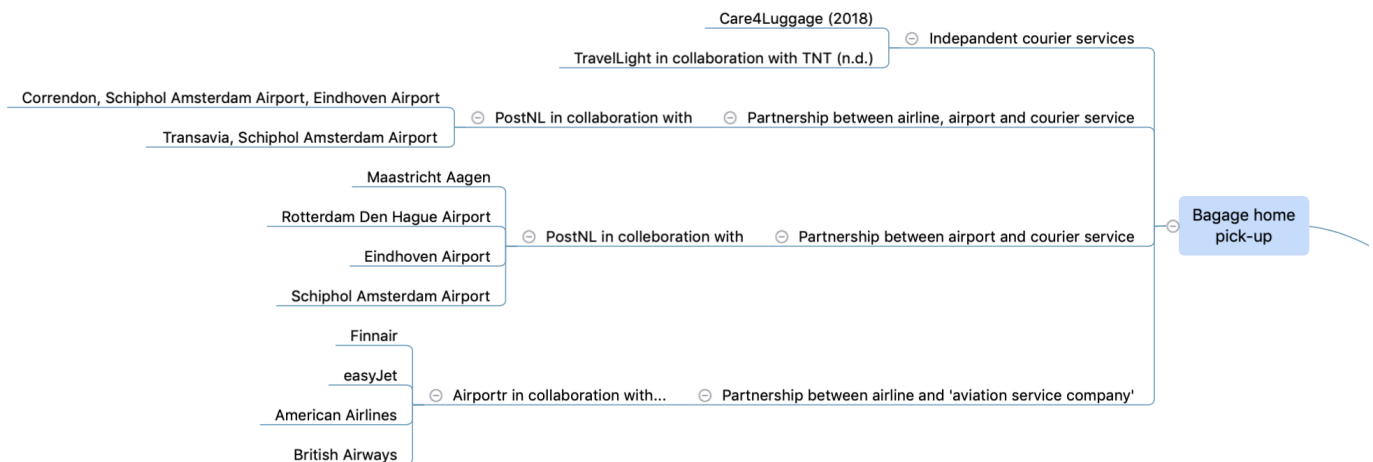 Care4Luggage (2018)
Indepandent courier services
TravelLight in collaboration with TNT (n.d.)
Correndon, Schiphol Amsterdam Airport, Eindhoven Airport
PostNL in collaboration with
Partnership between airline, airport and courier service
Transavia, Schiphol Amsterdam Airport
Maastricht Aagen
Rotterdam Den Hague Airport
Bagage home
pick-up
PostNL in colleboration with
Partnership between airport and courier service
Eindhoven Airport
Schiphol Amsterdam Airport
Finnair
easyJet
Airportr in collaboration with...
Partnership between airline and 'aviation service company'
American Airlines
British Airways